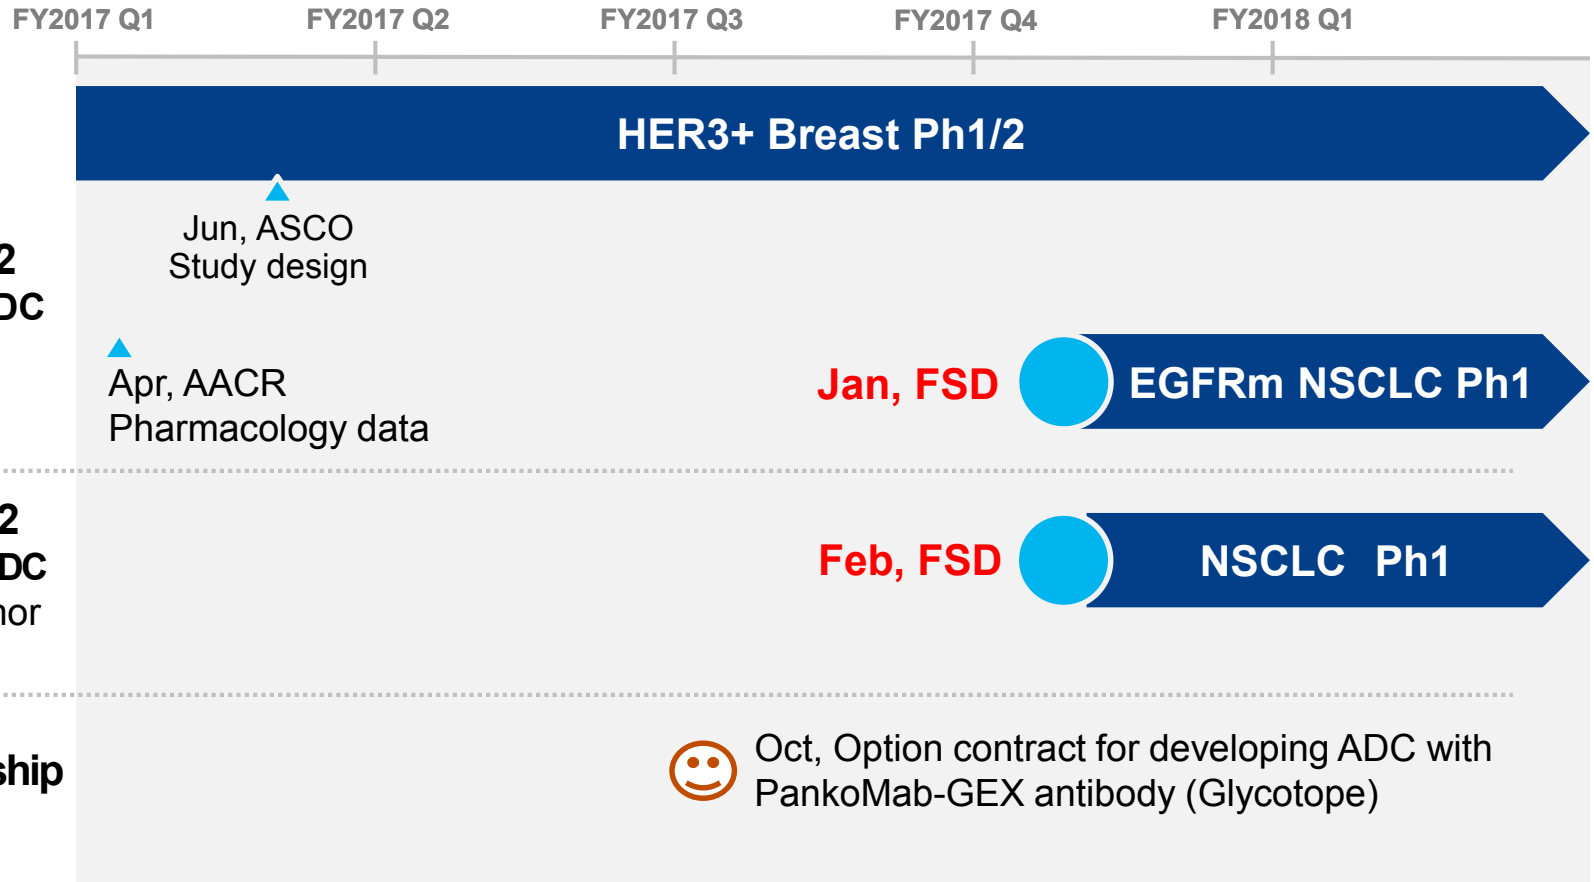 FY2017 Q1 FY2017 Q2 FY2017 Q3 FY2017 Q4 FY2018 Q1
HER3+ Breast Ph1/2
Jun, ASCO
Study design
2
DC
Apr, AACR
Pharmacology data
Jan, FSD
EGFRm NSCLC Ph1
2
DC
nor
Feb, FSD
NSCLC Ph1
ship
Oct, Option contract for developing ADC with
PankoMab-GEX antibody (Glycotope)